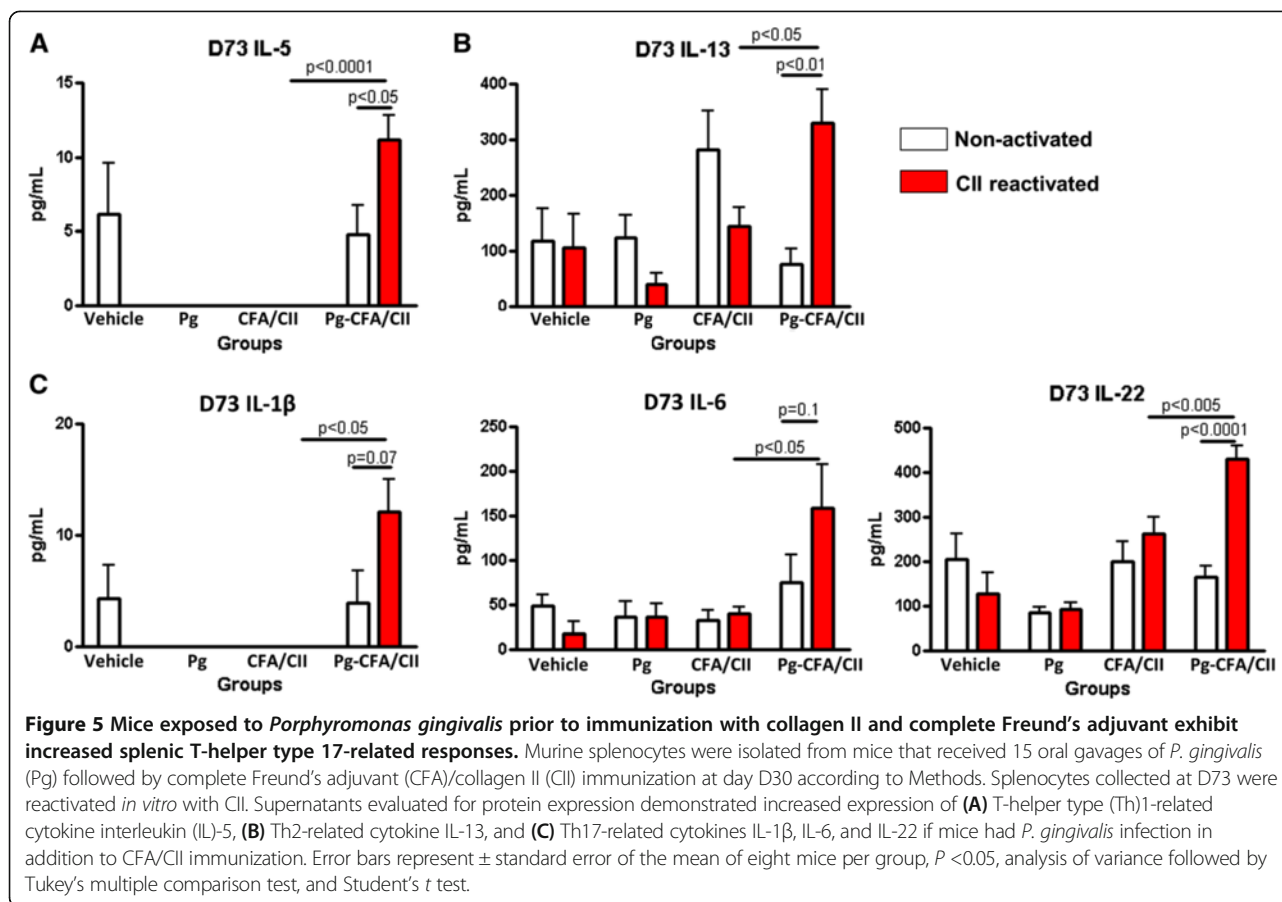 A
D73 IL-5
p<0.0001
p<0.05
15
10
5
0
pg/mL
Vehicle Pg CFA/CII Pg-CFA/CII
Groups
B
D73 IL-13
p<0.05
p<0.01
400
300
200
100
0
pg/mL
Vehicle Pg CFA/CII Pg-CFA/CII
Groups
Non-activated
CII reactivated
C
D73 IL-1β
p<0.05
p=0.07
20
10
0
pg/mL
Vehicle Pg CFA/CII Pg-CFA/CII
Groups
D73 IL-6
p=0.1
p<0.05
250
200
150
100
50
0
pg/mL
Vehicle Pg CFA/CII Pg-CFA/CII
Groups
D73 IL-22
p<0.005
p<0.0001
500
400
300
200
100
0
pg/mL
Vehicle Pg CFA/CII Pg-CFA/CII
Groups
Figure 5 Mice exposed to Porphyromonas gingivalis prior to immunization with collagen II and complete Freund's adjuvant exhibit
increased splenic T-helper type 17-related responses. Murine splenocytes were isolated from mice that received 15 oral gavages of P. gingivalis
(Pg) followed by complete Freund's adjuvant (CFA)/collagen II (CII) immunization at day D30 according to Methods. Splenocytes collected at D73 were
reactivated in vitro with CII. Supernatants evaluated for protein expression demonstrated increased expression of (A) T-helper type (Th)1-related
cytokine interleukin (IL)-5, (B) Th2-related cytokine IL-13, and (C) Th17-related cytokines IL-1β, IL-6, and IL-22 if mice had P. gingivalis infection in
addition to CFA/CII immunization. Error bars represent ± standard error of the mean of eight mice per group, P <0.05, analysis of variance followed by
Tukey's multiple comparison test, and Student's t test.